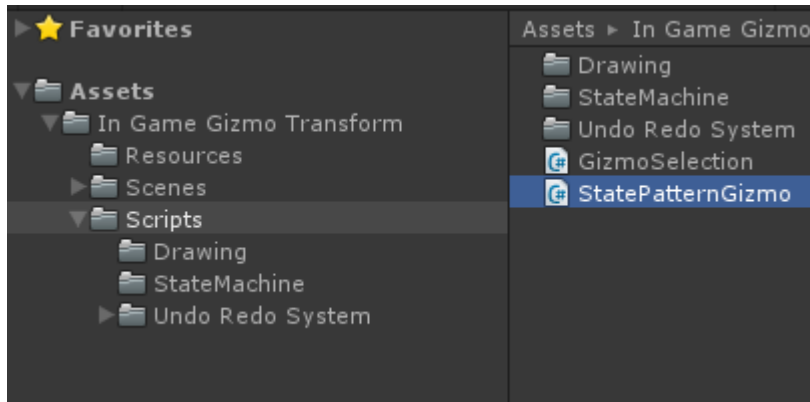 Favorites
Assets
In Game Gizmo Transform
Resources
Scenes
Scripts
Drawing
StateMachine
Undo Redo System
Assets ▸ In Game Gizmo
Drawing
StateMachine
Undo Redo System
GizmoSelection
StatePatternGizmo